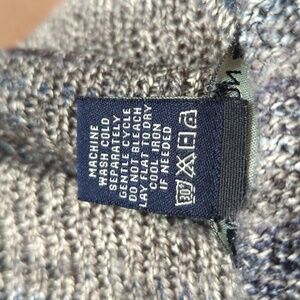 MACHINE
WASH COLD
SEPARATELY
GENTLE CYCLE
DO NOT BLEACH
LAY FLAT TO DRY
COOL IRON
IF NEEDED